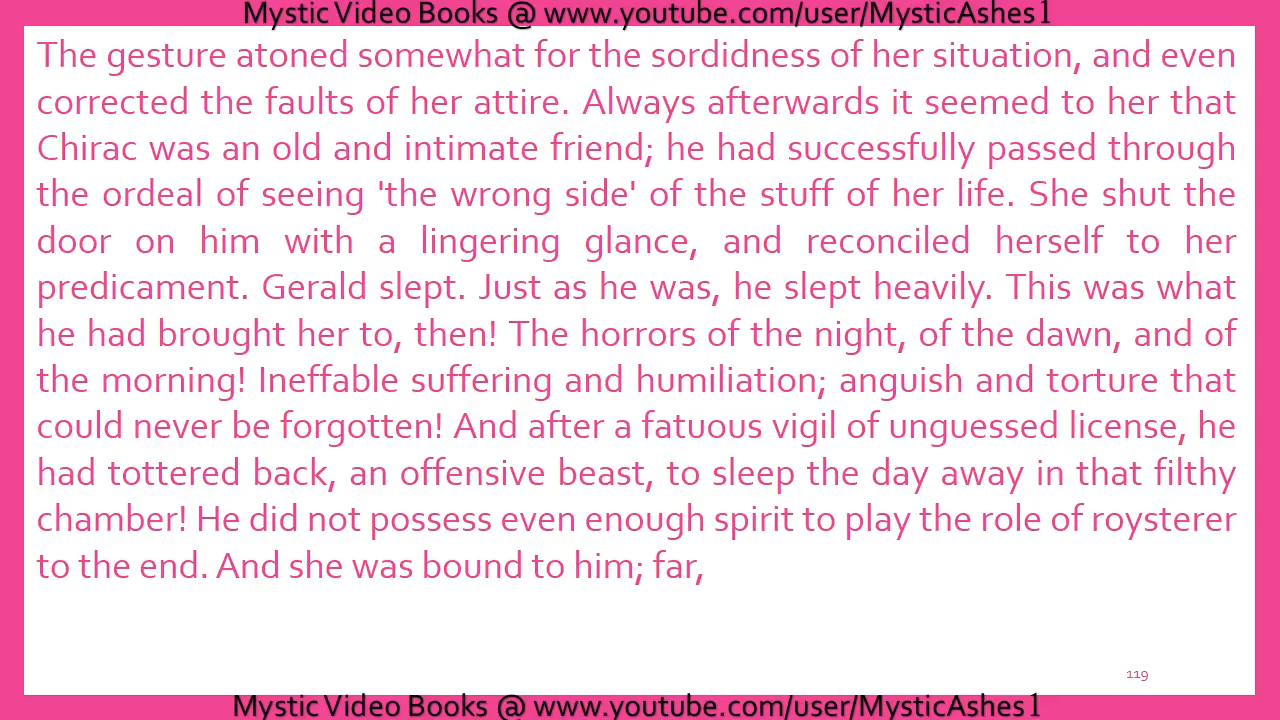 Mystic Video Books @ www.youtube.com/user/MysticAshes1
The gesture atoned somewhat for the sordidness of her situation, and even
corrected the faults of her attire. Always afterwards it seemed to her that
Chirac was an old and intimate friend; he had successfully passed through
the ordeal of seeing 'the wrong side' of the stuff of her life. She shut the
door on him with a lingering glance, and reconciled herself to her
predicament. Gerald slept. Just as he was, he slept heavily. This was what
he had brought her to, then! The horrors of the night, of the dawn, and of
the morning! Ineffable suffering and humiliation; anguish and torture that
could never be forgotten! And after a fatuous vigil of unguessed license, he
had tottered back, an offensive beast, to sleep the day away in that filthy
chamber! He did not possess even enough spirit to play the role of roysterer
to the end. And she was bound to him; far,
119
Mystic Video Books @ www.youtube.com/user/MysticAshes1